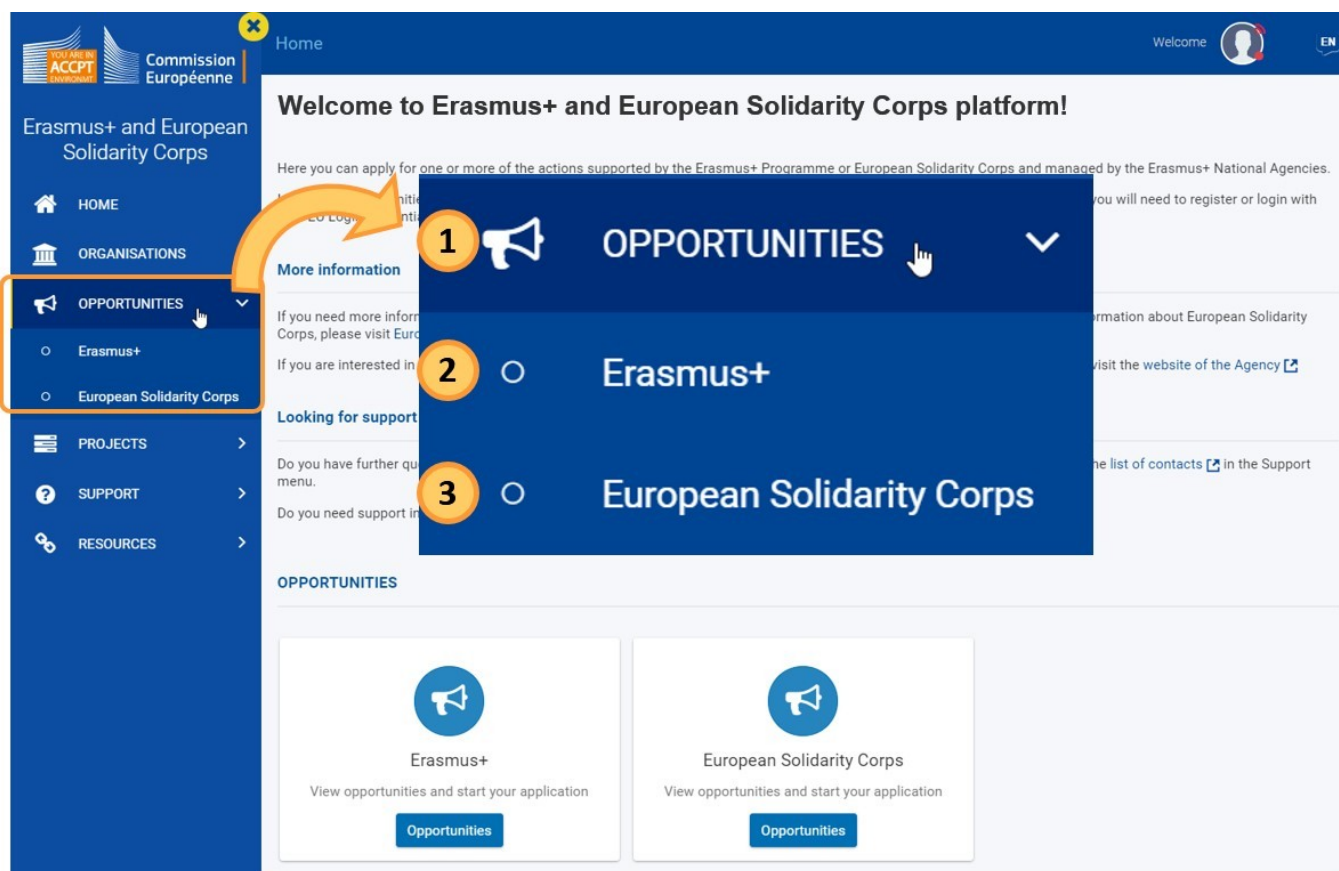 YOU ARE IN
ACCPT
ENVIRONMT
Commission
Européenne
Erasmus+ and European
Solidarity Corps
HOME
ORGANISATIONS
OPPORTUNITIES
Erasmus+
European Solidarity Corps
PROJECTS
SUPPORT
RESOURCES
Home
Welcome
EN
Welcome to Erasmus+ and European Solidarity Corps platform!
Here you can apply for one or more of the actions supported by the Erasmus+ Programme or European Solidarity Corps and managed by the Erasmus+ National Agencies.
you will need to register or login with
More information
If you need more
rmation about European Solidarity
Corps, please visit
If you are interested in
visit the website of the Agency
Looking for support
Do you have further
list of contacts in the Support
menu.
Do you need support
1 OPPORTUNITIES
2 Erasmus+
3 European Solidarity Corps
OPPORTUNITIES
Erasmus+
View opportunities and start your application
Opportunities
European Solidarity Corps
View opportunities and start your application
Opportunities